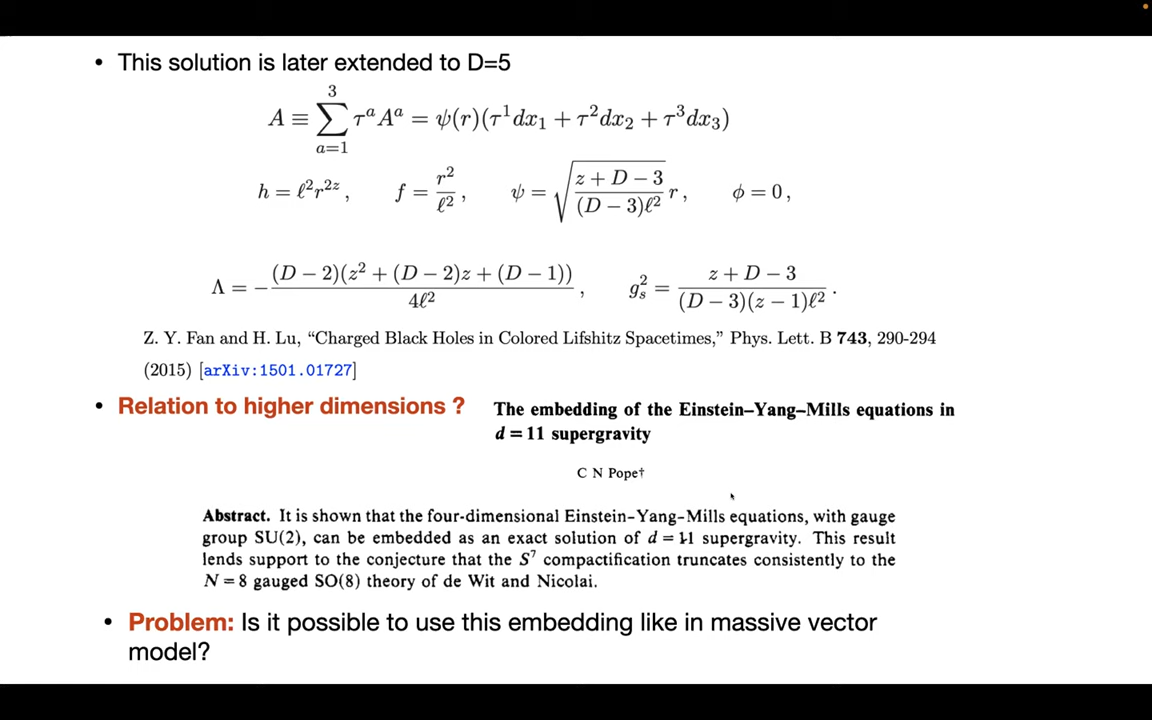 • This solution is later extended to D=5
A ≡ ∑_{a=1}^{3} τ^a A^a = ψ(r)(τ^1 dx_1 + τ^2 dx_2 + τ^3 dx_3)
h = ℓ^2 r^{2z} , f = r^2/ℓ^2 , ψ = √((z + D − 3)/((D − 3)ℓ^2)) r , ϕ = 0 ,
Λ = −((D − 2)(z^2 + (D − 2)z + (D − 1)))/(4ℓ^2) , g_s^2 = (z + D − 3)/((D − 3)(z − 1)ℓ^2) .
Z. Y. Fan and H. Lu, “Charged Black Holes in Colored Lifshitz Spacetimes,” Phys. Lett. B 743, 290-294
(2015) [arXiv:1501.01727]
• Relation to higher dimensions ?
The embedding of the Einstein–Yang–Mills equations in
d = 11 supergravity
C N Pope†
Abstract. It is shown that the four-dimensional Einstein–Yang–Mills equations, with gauge
group SU(2), can be embedded as an exact solution of d = 11 supergravity. This result
lends support to the conjecture that the S^7 compactification truncates consistently to the
N = 8 gauged SO(8) theory of de Wit and Nicolai.
• Problem: Is it possible to use this embedding like in massive vector
model?